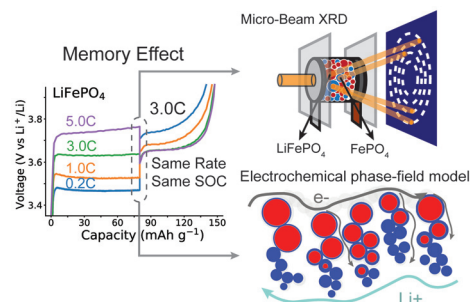 Micro-Beam XRD
Memory Effect
LiFePO4
5.0C
3.0C
1.0C
0.2C
3.0C
Same Rate
Same SOC
3.8
3.6
3.4
Voltage (V vs Li+/Li)
0 30 60 90 120 150
Capacity (mAh g-1)
LiFePO4
FePO4
Electrochemical phase-field model
e-
Li+